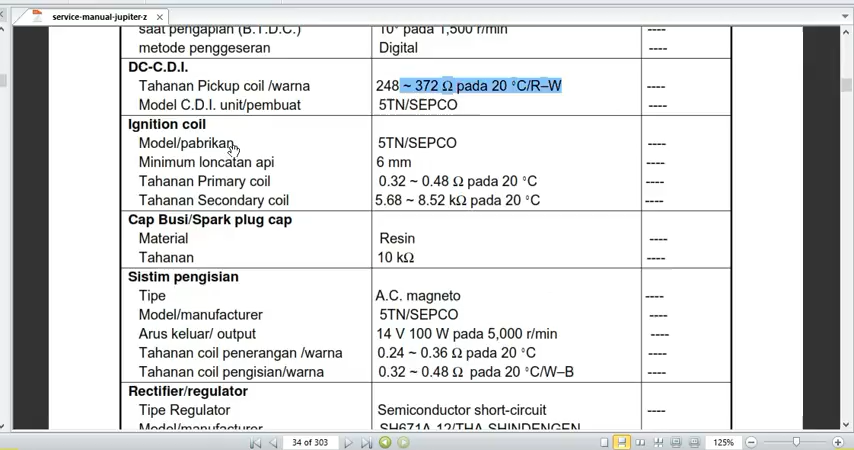 service-manual-jupiter-z
saat pengapian (B.T.D.C.) 10° pada 1,500 r/min
metode penggeseran Digital ----
DC-C.D.I.
Tahanan Pickup coil /warna 248 ~ 372 Ω pada 20 °C/R–W ----
Model C.D.I. unit/pembuat 5TN/SEPCO ----
Ignition coil
Model/pabrikan 5TN/SEPCO ----
Minimum loncatan api 6 mm ----
Tahanan Primary coil 0.32 ~ 0.48 Ω pada 20 °C ----
Tahanan Secondary coil 5.68 ~ 8.52 kΩ pada 20 °C ----
Cap Busi/Spark plug cap
Material Resin ----
Tahanan 10 kΩ ----
Sistim pengisian
Tipe A.C. magneto ----
Model/manufacturer 5TN/SEPCO ----
Arus keluar/ output 14 V 100 W pada 5,000 r/min ----
Tahanan coil penerangan /warna 0.24 ~ 0.36 Ω pada 20 °C ----
Tahanan coil pengisian/warna 0.32 ~ 0.48 Ω pada 20 °C/W–B ----
Rectifier/regulator
Tipe Regulator Semiconductor short-circuit ----
Model/manufacturer SH671A-12/THA SHINDENGEN
34 of 303 125%